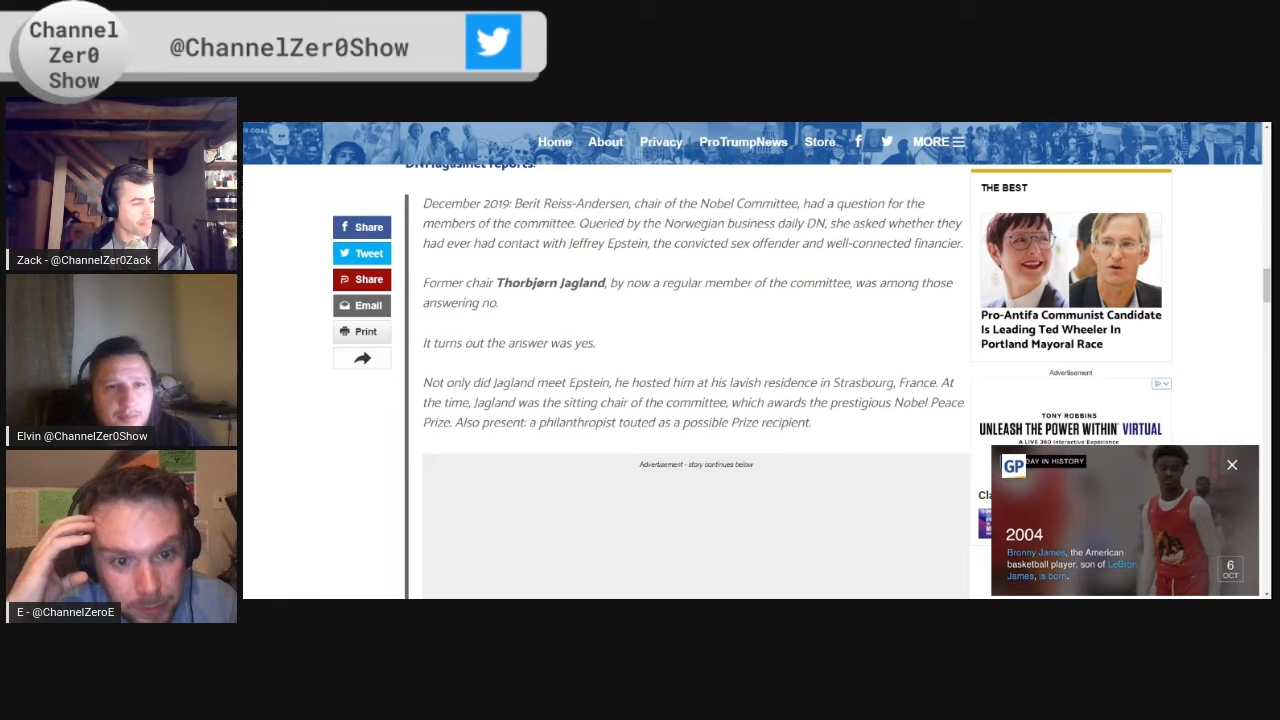 Channel
Zer0
Show
@ChannelZer0Show
Zack - @ChannelZer0Zack
Elvin @ChannelZer0Show
E - @ChannelZeroE
Home About Privacy ProTrumpNews Store MORE
Share
Tweet
Share
Email
Print
December 2019: Berit Reiss-Andersen, chair of the Nobel Committee, had a question for the
members of the committee. Queried by the Norwegian business daily DN, she asked whether they
had ever had contact with Jeffrey Epstein, the convicted sex offender and well-connected financier.
Former chair Thorbjørn Jagland, by now a regular member of the committee, was among those
answering no.
It turns out the answer was yes.
Not only did Jagland meet Epstein, he hosted him at his lavish residence in Strasbourg, France. At
the time, Jagland was the sitting chair of the committee, which awards the prestigious Nobel Peace
Prize. Also present: a philanthropist touted as a possible Prize recipient.
Advertisement - story continues below
THE BEST
Pro-Antifa Communist Candidate
Is Leading Ted Wheeler In
Portland Mayoral Race
Advertisement
TONY ROBBINS
UNLEASH THE POWER WITHIN VIRTUAL
A LIVE 360 Interactive Experience
Cla
GP
DAY IN HISTORY
2004
Bronny James, the American
basketball player, son of LeBron
James, is born.
6
OCT